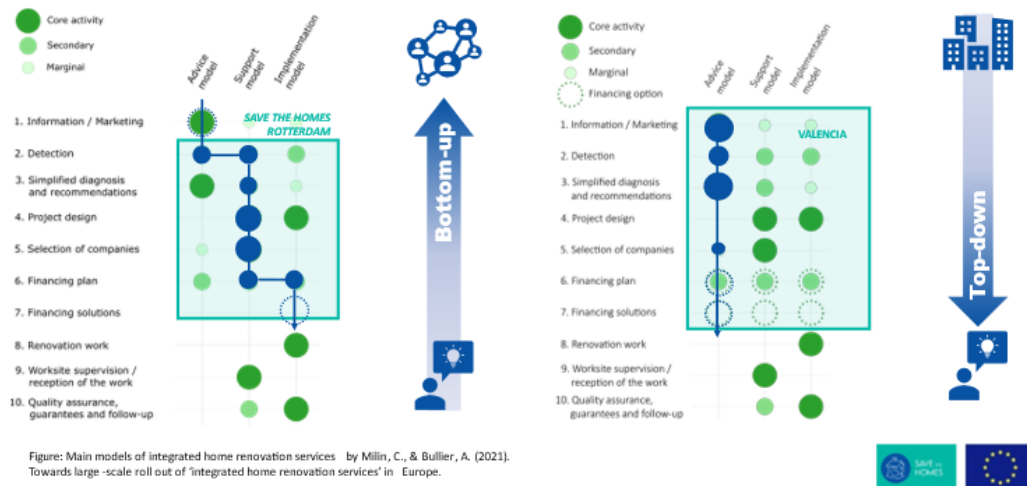 Core activity
Secondary
Marginal
Advice
model
Support
model
Implementation
model
SAVE THE HOMES
ROTTERDAM
1. Information / Marketing
2. Detection
3. Simplified diagnosis
and recommendations
4. Project design
5. Selection of companies
6. Financing plan
7. Financing solutions
8. Renovation work
9. Worksite supervision /
reception of the work
10. Quality assurance,
guarantees and follow-up
Bottom-up
Core activity
Secondary
Marginal
Financing option
Advice
model
Support
model
Implementation
model
VALENCIA
1. Information / Marketing
2. Detection
3. Simplified diagnosis
and recommendations
4. Project design
5. Selection of companies
6. Financing plan
7. Financing solutions
8. Renovation work
9. Worksite supervision /
reception of the work
10. Quality assurance,
guarantees and follow-up
Top-down
Figure: Main models of integrated home renovation services by Milin, C., & Bullier, A. (2021).
Towards large -scale roll out of 'integrated home renovation services' in Europe.
SAVE THE
HOMES